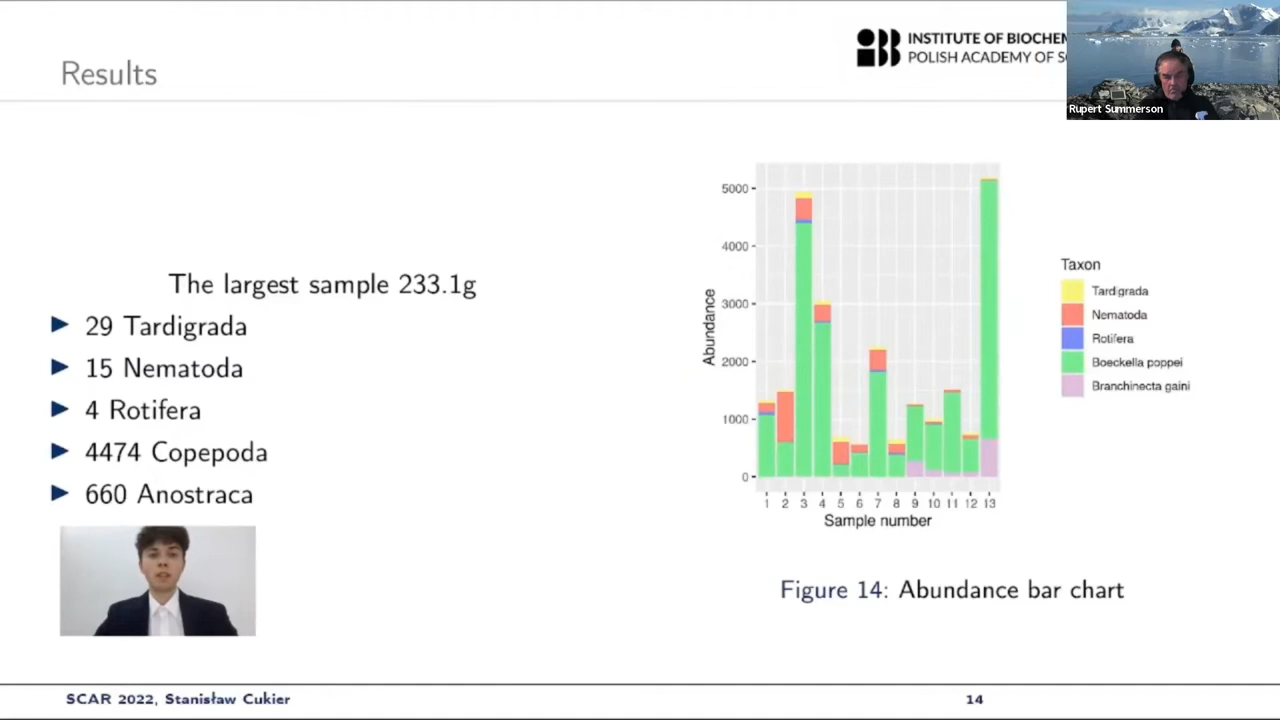 Results
INSTITUTE OF
POLISH ACADEMY OF
Rupert Summerson
The largest sample 233.1g
29 Tardigrada
15 Nematoda
4 Rotifera
4474 Copepoda
660 Anostraca
Abundance
5000
4000
3000
2000
1000
0
1 2 3 4 5 6 7 8 9 10 11 12 13
Sample number
Taxon
Tardigrada
Nematoda
Rotifera
Boeckella poppei
Branchinecta gaini
Figure 14: Abundance bar chart
SCAR 2022, Stanisław Cukier
14